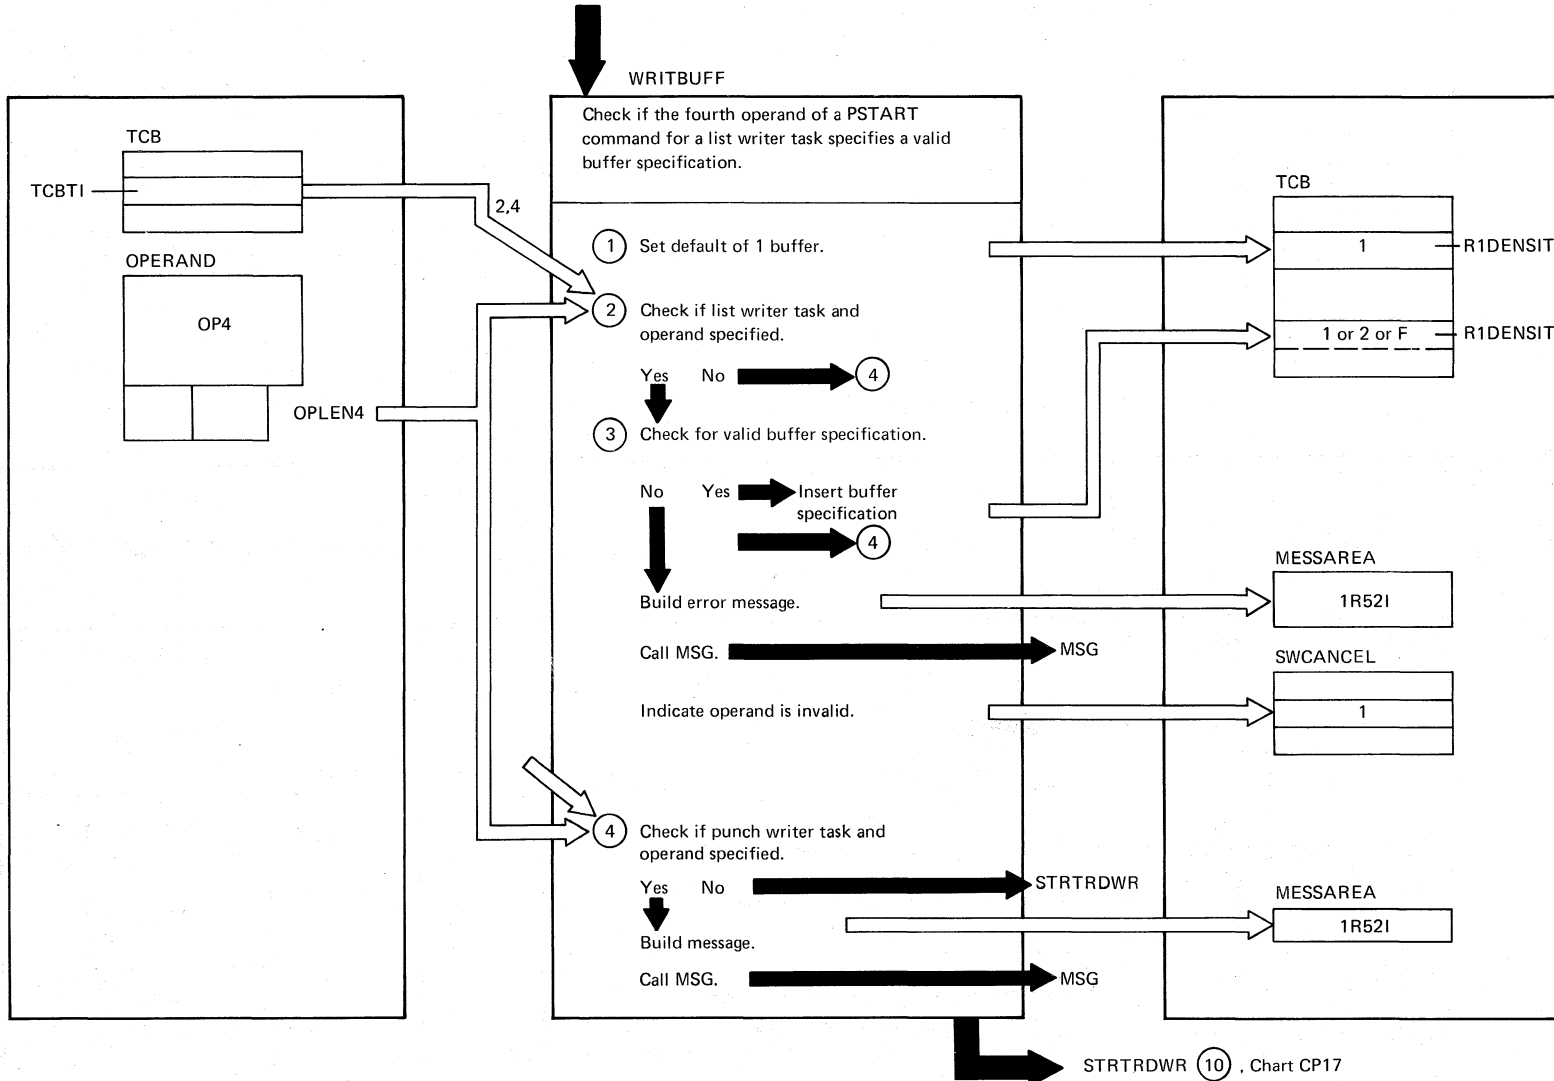 WRITBUFF
Check if the fourth operand of a PSTART
command for a list writer task specifies a valid
buffer specification.
TCB
TCBTI
2,4
OPERAND
OP4
OPLEN4
1 Set default of 1 buffer.
2 Check if list writer task and
operand specified.
Yes No 4
3 Check for valid buffer specification.
No Yes Insert buffer
specification
4
Build error message.
Call MSG. MSG
Indicate operand is invalid.
4 Check if punch writer task and
operand specified.
Yes No STRTRDWR
Build message.
Call MSG. MSG
TCB
1 R1DENSIT
1 or 2 or F R1DENSIT
MESSAREA
1R52I
SWCANCEL
1
MESSAREA
1R52I
STRTRDWR 10 , Chart CP17